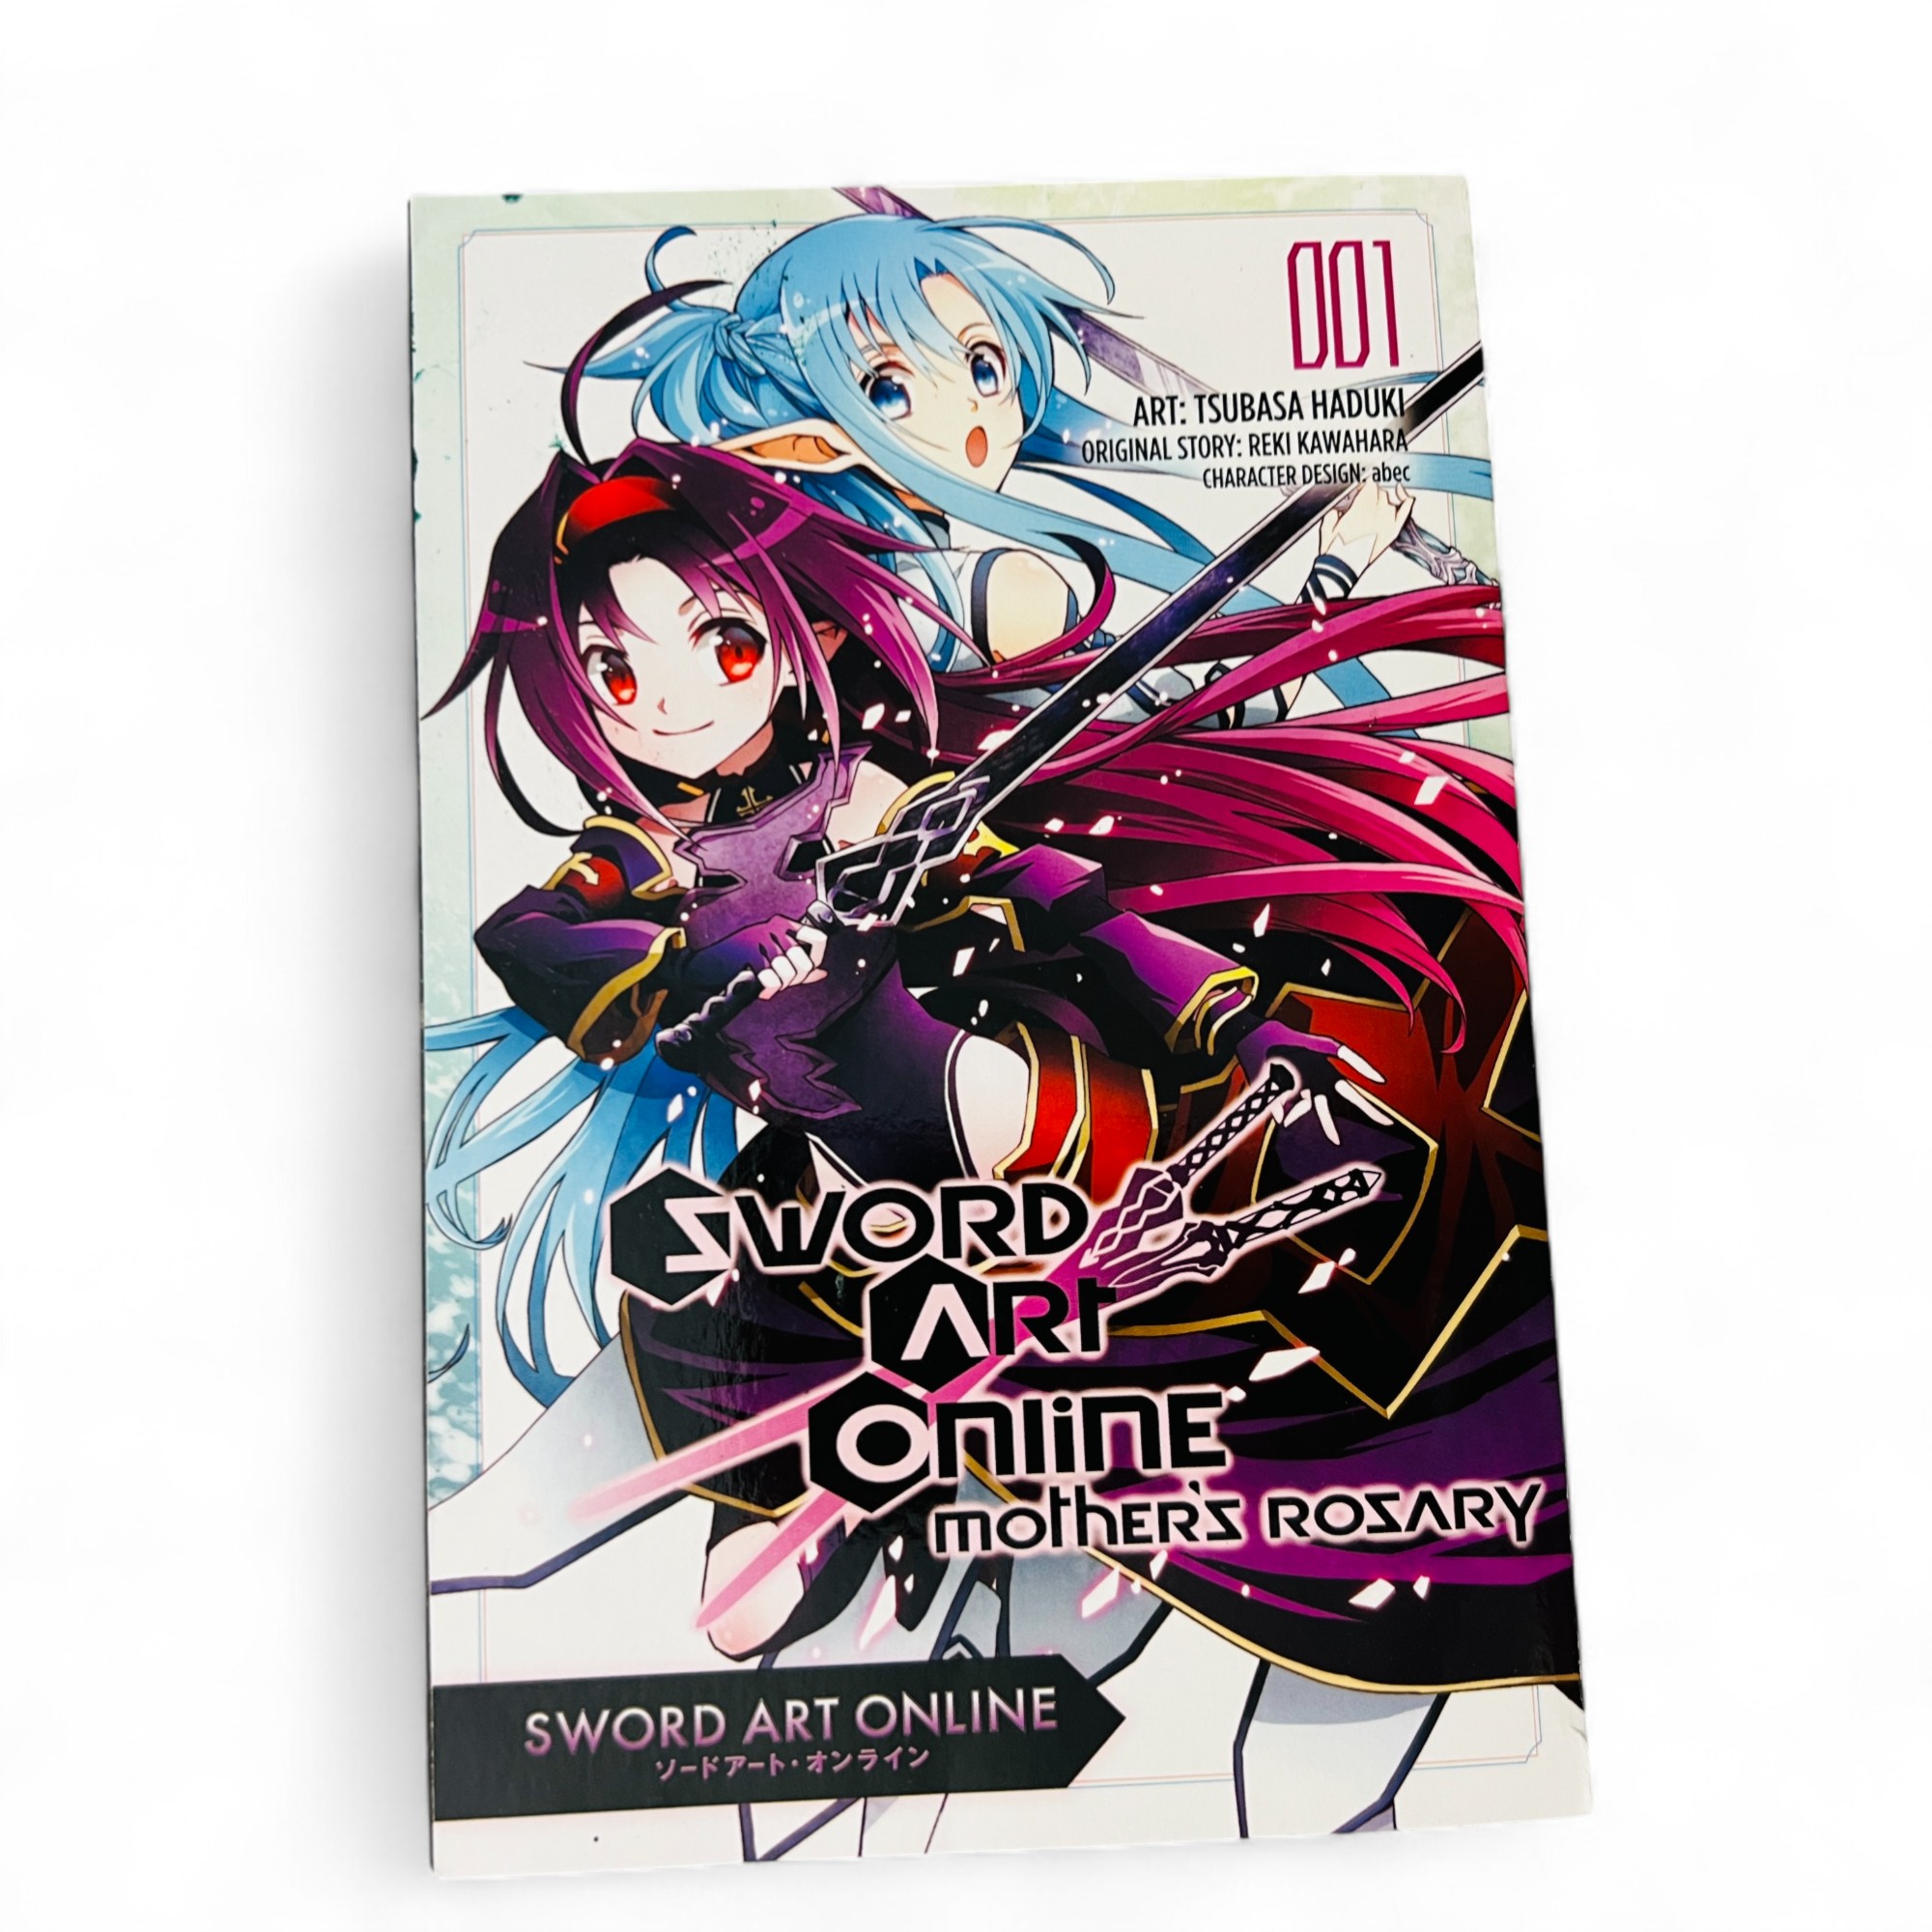 001
ART: TSUBASA HADUKI
ORIGINAL STORY: REKI KAWAHARA
CHARACTER DESIGN: abec
SWORD
ART
ONLINE
MOTHER'S ROSARY
SWORD ART ONLINE
ソードアート・オンライン